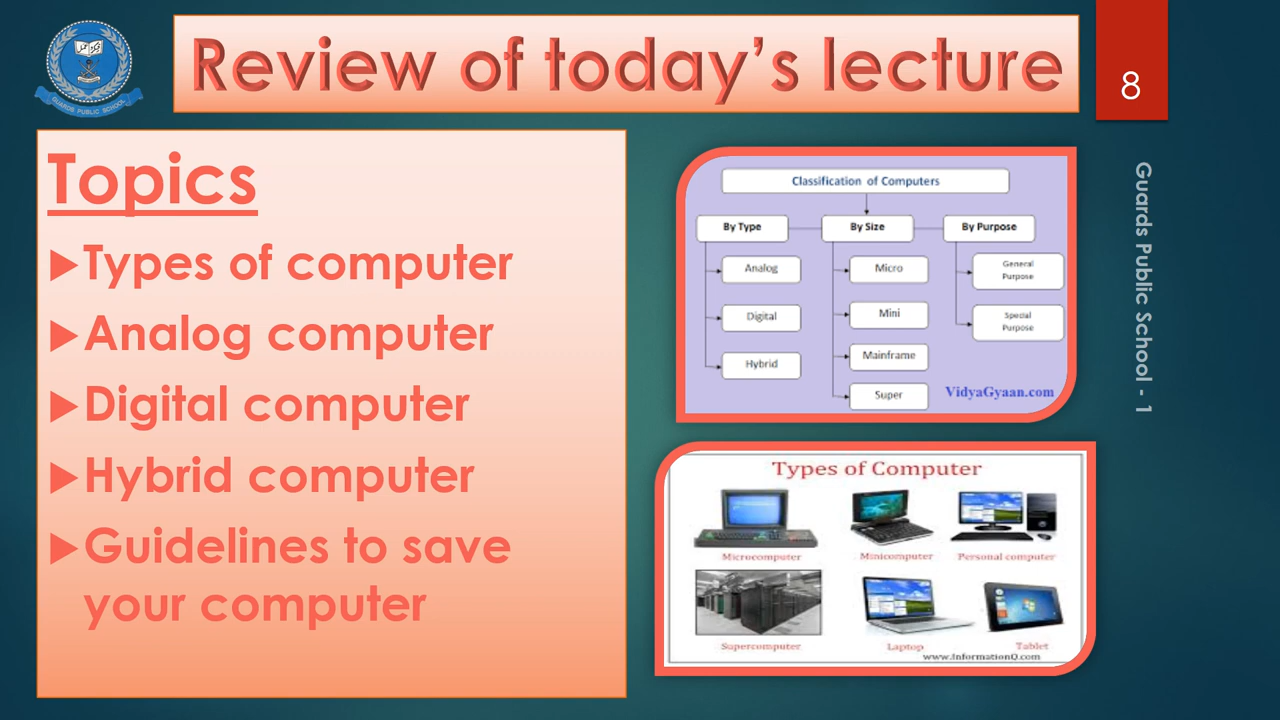 Review of today's lecture
8
GUARDS PUBLIC SCHOOL
Topics
Types of computer
Analog computer
Digital computer
Hybrid computer
Guidelines to save
your computer
Classification of Computers
By Type
By Size
By Purpose
Analog
Digital
Hybrid
Micro
Mini
Mainframe
Super
General
Purpose
Special
Purpose
VidyaGyaan.com
Types of Computer
Microcomputer
Minicomputer
Personal computer
Supercomputer
Laptop
Tablet
www.InformationQ.com
Guards Public School - 1